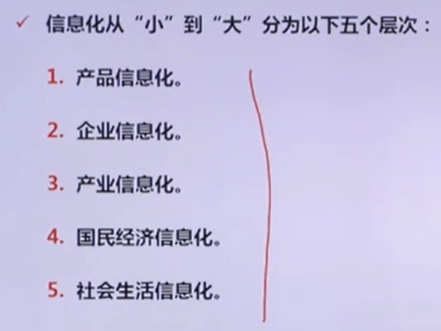 ✓ 信息化从“小”到“大”分为以下五个层次：
1. 产品信息化。
2. 企业信息化。
3. 产业信息化。
4. 国民经济信息化。
5. 社会生活信息化。